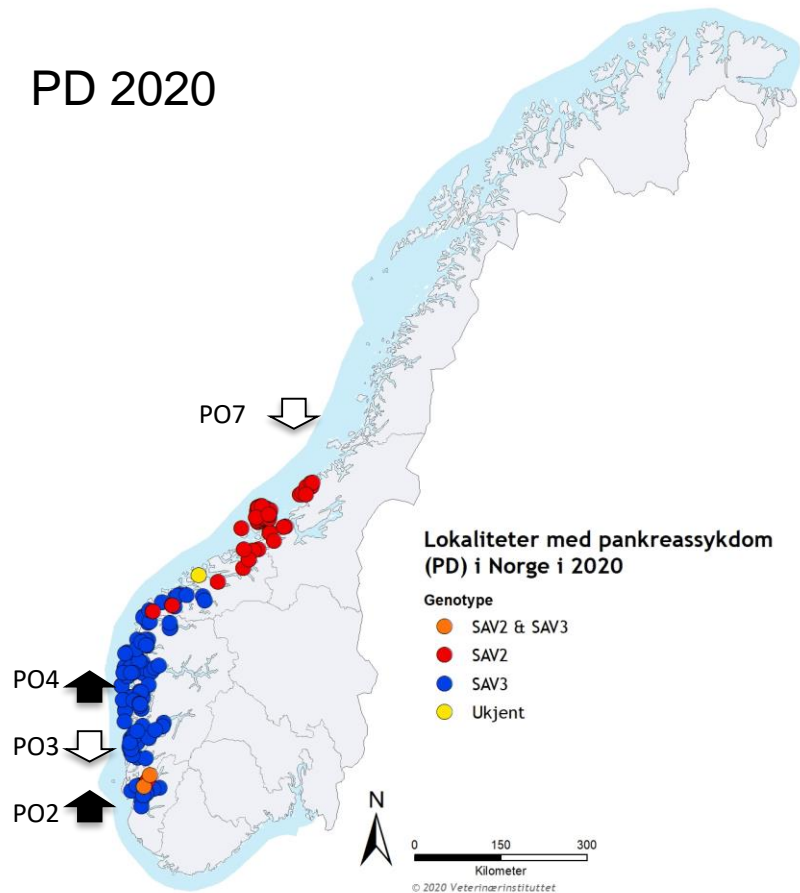 PD 2020
PO7
Lokaliteter med pankreassykdom
(PD) i Norge i 2020
Genotype
SAV2 & SAV3
SAV2
SAV3
Ukjent
PO4
PO3
PO2
N
0 150 300
Kilometer
© 2020 Veterinærinstituttet